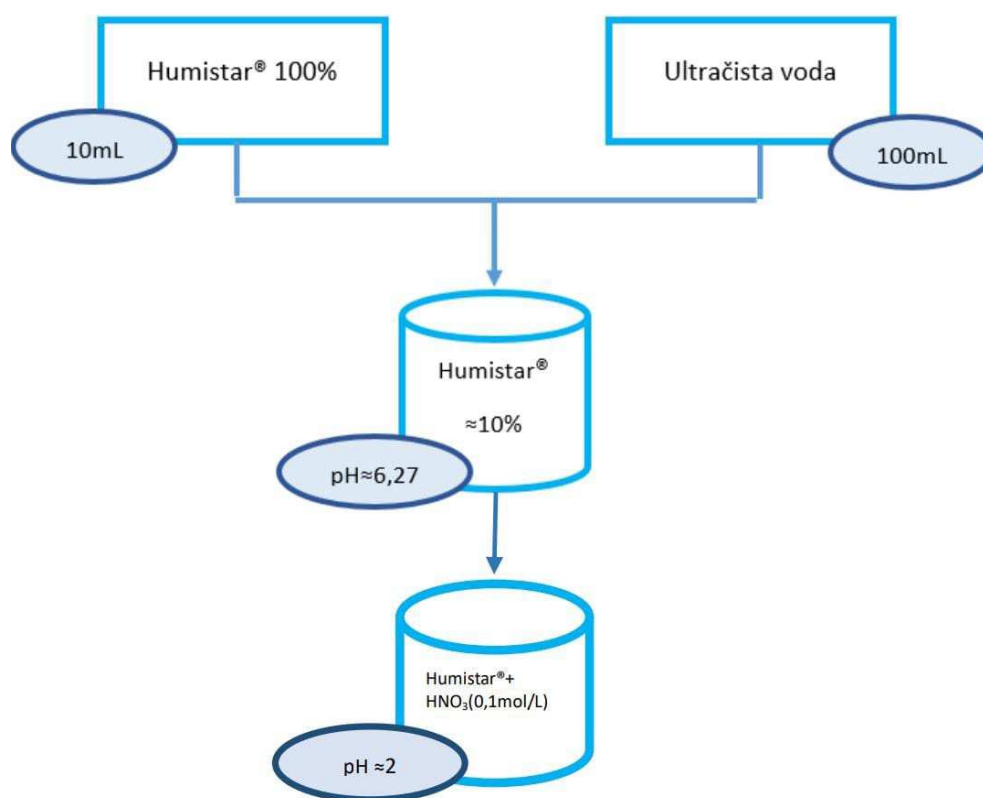 Humistar® 100%
Ultračista voda
10mL
100mL
Humistar®
≈10%
pH≈6,27
Humistar®+
HNO₃(0,1mol/L)
pH ≈2